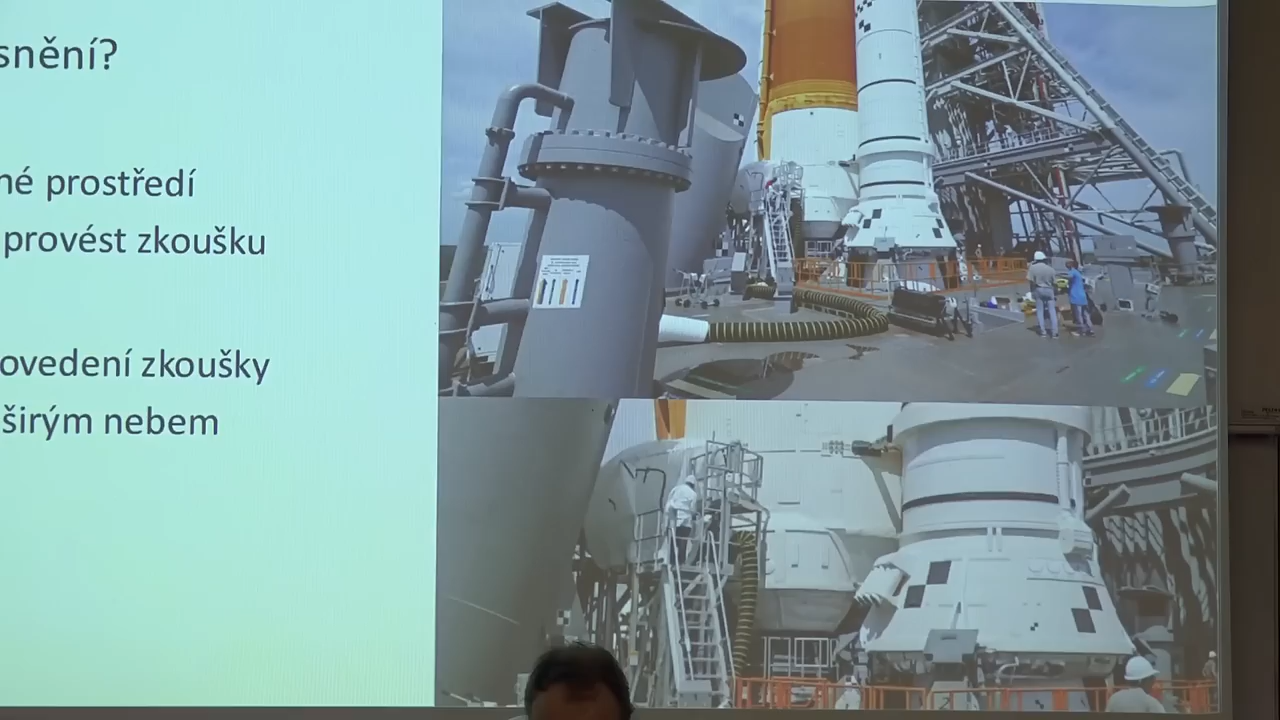 snění?
né prostředí
provést zkoušku
ovedení zkoušky
širým nebem